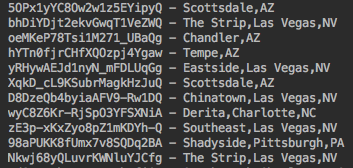 5OPx1yYC8Ow2w1z5EYipyQ - Scottsdale,AZ
bhDiYDjt2ekvGwqT1VeZWQ - The Strip,Las Vegas,NV
oeMKeP78Tsi1M271_UBaQg - Chandler,AZ
hYTn0fjrCHfXQOzpj4Ygaw - Tempe,AZ
yRHywAEJd1nyN_mFDLUqGg - Eastside,Las Vegas,NV
XqkD_cL9KSubrMagkHzJuQ - Scottsdale,AZ
D8DzeQb4byiaAFV9-Rw1DQ - Chinatown,Las Vegas,NV
wyC8Z6Kr-RjSpO3YFSXNiA - Derita,Charlotte,NC
zE3p-xKxZyo8pZ1mKDYh-Q - Southeast,Las Vegas,NV
98aPUKK8fUmx7v8SQDq2BA - Shadyside,Pittsburgh,PA
Nkwj68yQLuvrKWNluYJCfg - The Strip,Las Vegas,NV